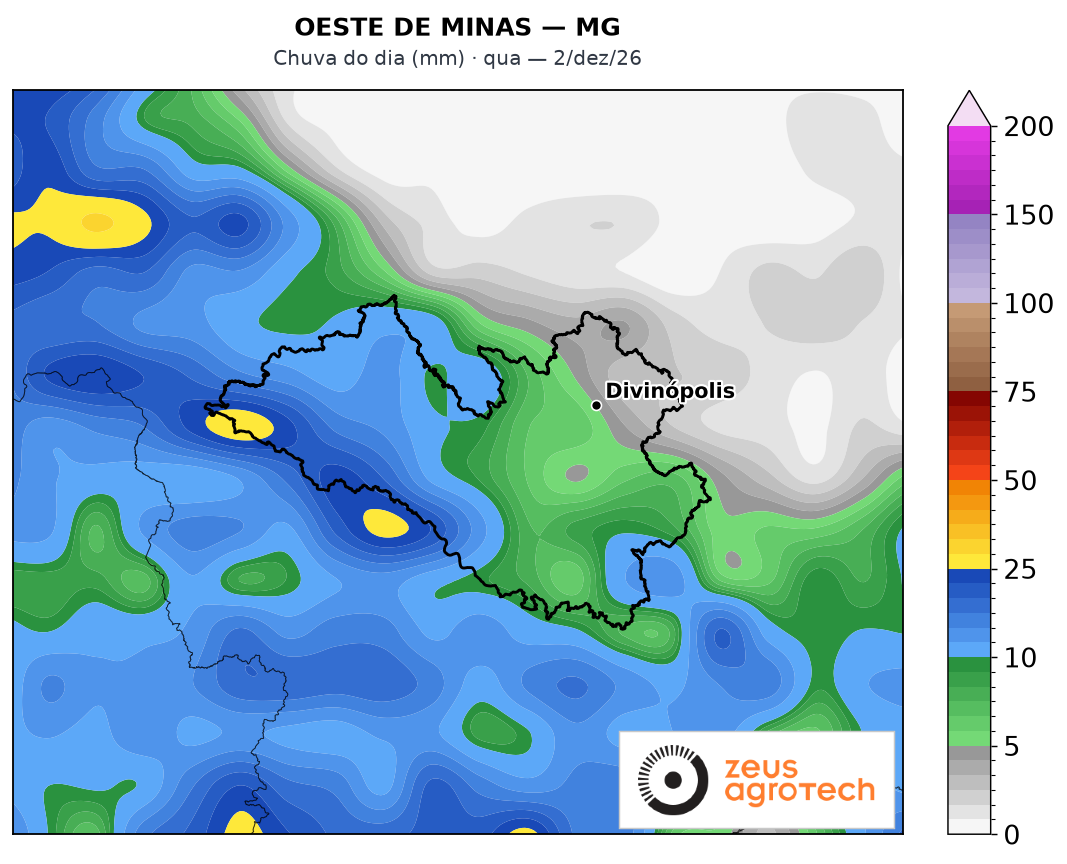 OESTE DE MINAS — MG
Chuva do dia (mm) · qua — 2/dez/26
200
150
100
75
50
25
10
5
0
Divinópolis
zeus
agrotech